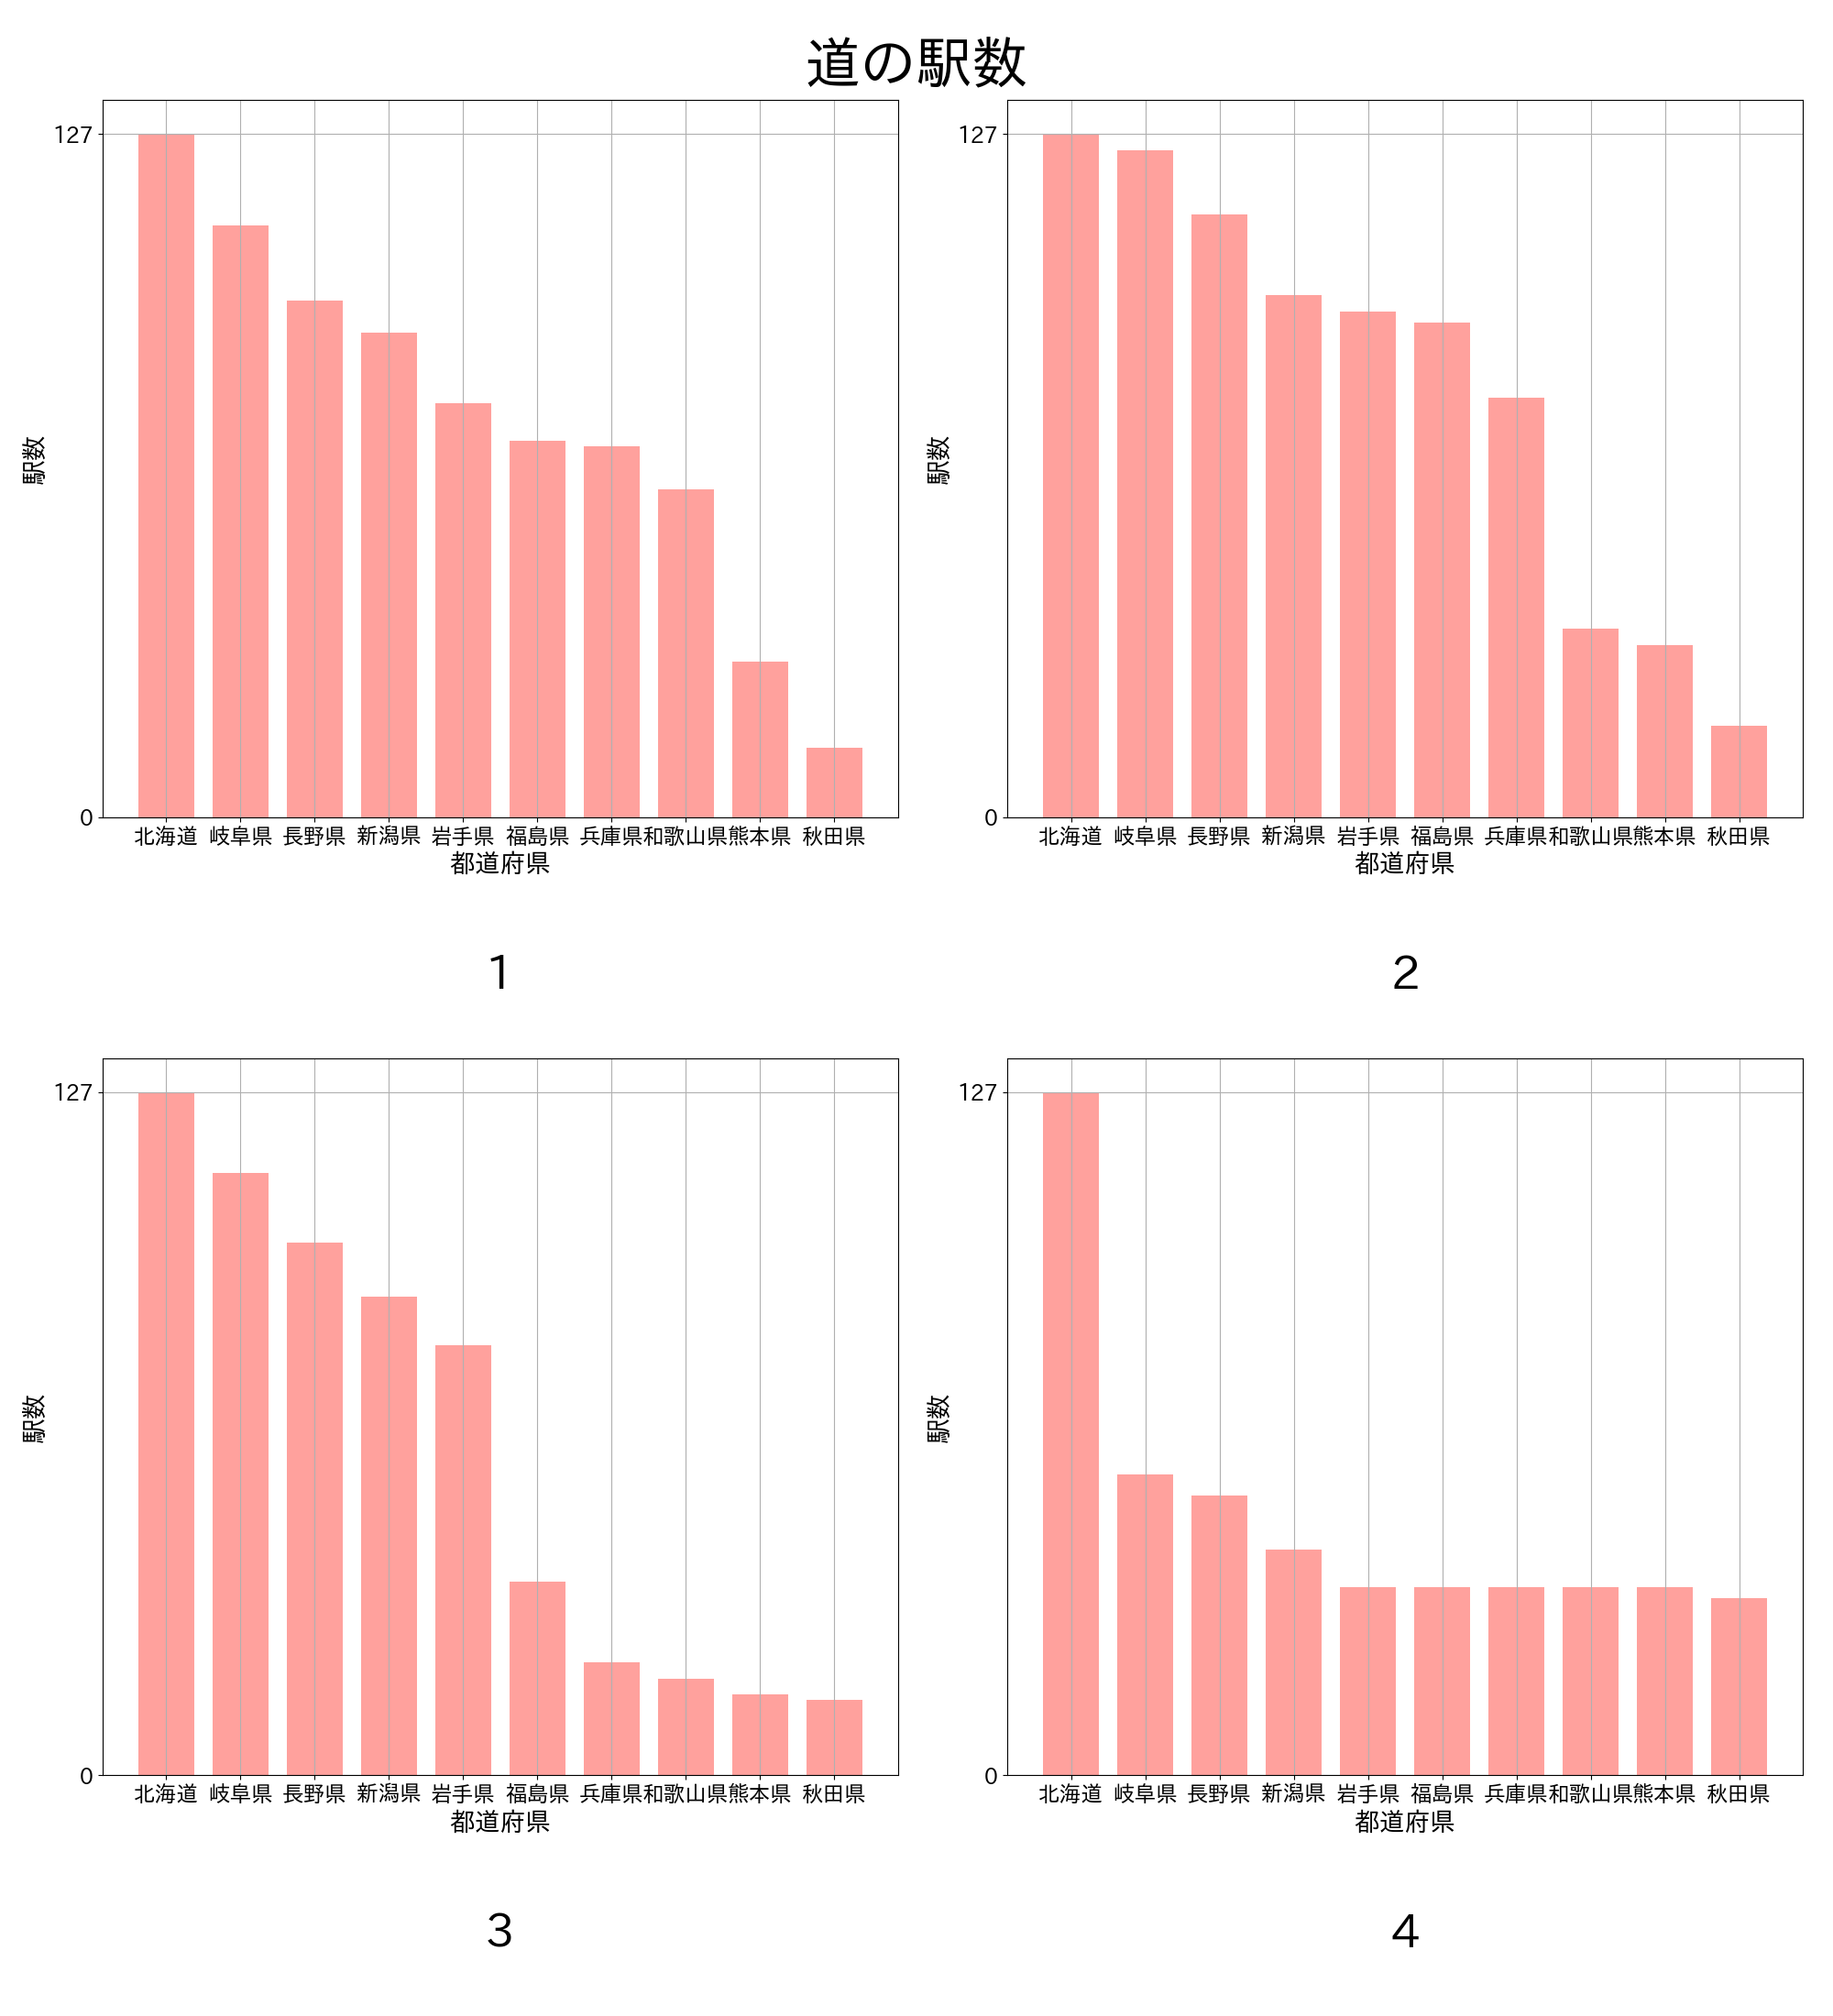 道の駅数
127
0
駅数
北海道 岐阜県 長野県 新潟県 岩手県 福島県 兵庫県 和歌山県 熊本県 秋田県
都道府県
1
127
0
駅数
北海道 岐阜県 長野県 新潟県 岩手県 福島県 兵庫県 和歌山県 熊本県 秋田県
都道府県
2
127
0
駅数
北海道 岐阜県 長野県 新潟県 岩手県 福島県 兵庫県 和歌山県 熊本県 秋田県
都道府県
3
127
0
駅数
北海道 岐阜県 長野県 新潟県 岩手県 福島県 兵庫県 和歌山県 熊本県 秋田県
都道府県
4